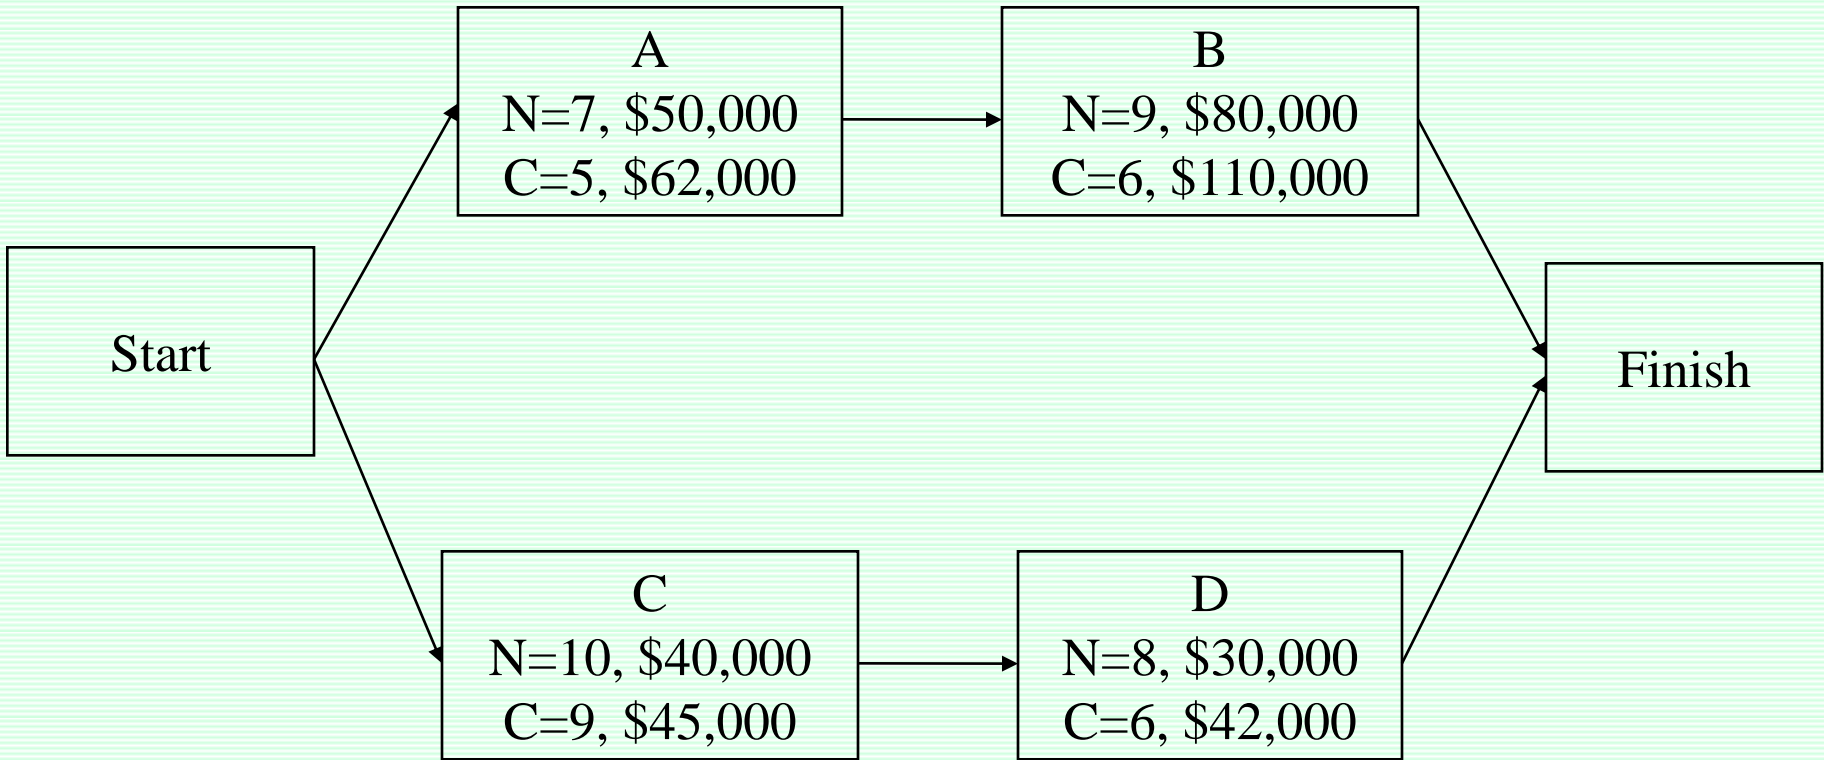 A
N=7, $50,000
C=5, $62,000
B
N=9, $80,000
C=6, $110,000
Start
Finish
C
N=10, $40,000
C=9, $45,000
D
N=8, $30,000
C=6, $42,000